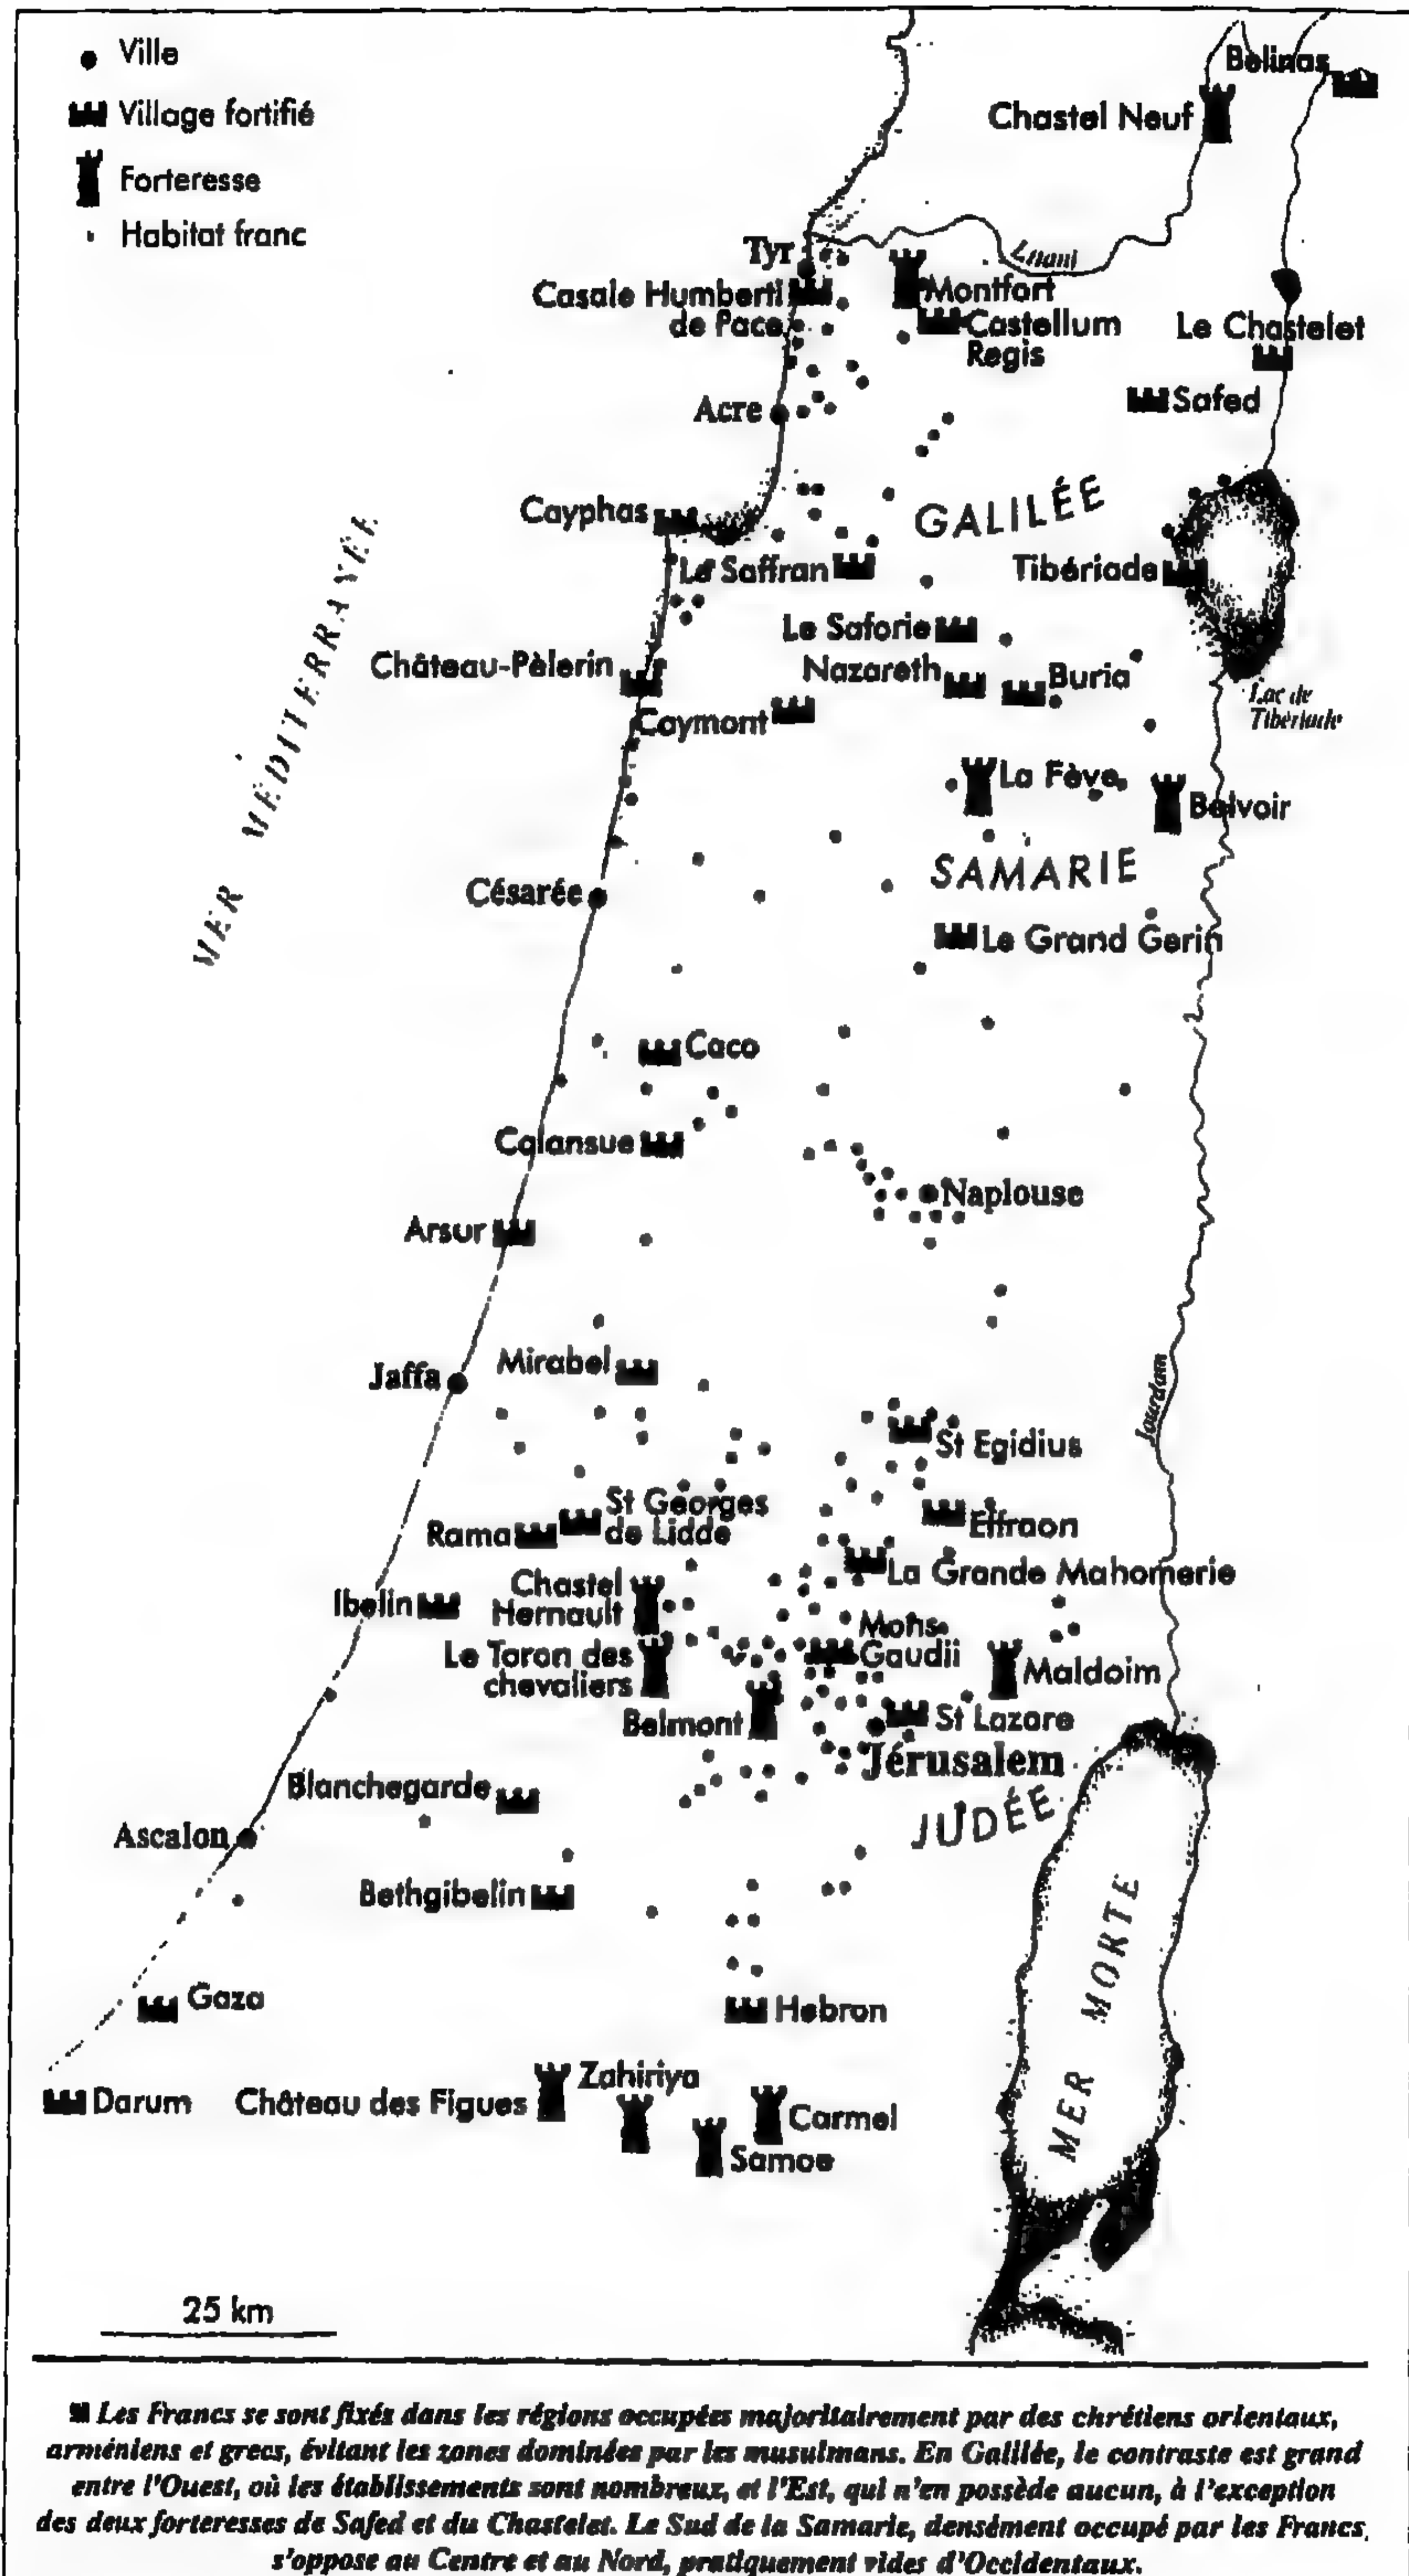 Ville
Village fortifié
Forteresse
Habitat franc
Belinas
Chastel Neuf
Tyr
Litani
Casale Humberti
de Pace
Montfort
Castellum
Regis
Le Chastelet
Safed
Acre
GALILÉE
Cayphas
MER MÉDITERRANÉE
Le Saffran
Tibériade
Le Saforie
Nazareth
Buria
Château-Pèlerin
Caymont
Lac de
Tibériade
La Fève
Belvoir
SAMARIE
Césarée
Le Grand Gerin
Caco
Calansue
Naplouse
Arsur
Mirabel
Jaffa
Jourdain
St Egidius
St Georges
de Lidde
Rama
Effraon
La Grande Mahomerie
Chastel
Hernault
Ibelin
Mons
Gaudii
Le Toron des
chevaliers
Maldoim
Belmont
St Lazare
Jérusalem
Blanchegarde
JUDÉE
Ascalon
Bethgibelin
MER MORTE
Gaza
Hebron
Zahiriya
Darum
Château des Figues
Carmel
Samoe
25 km
Les Francs se sont fixés dans les régions occupées majoritairement par des chrétiens orientaux,
arméniens et grecs, évitant les zones dominées par les musulmans. En Galilée, le contraste est grand
entre l'Ouest, où les établissements sont nombreux, et l'Est, qui n'en possède aucun, à l'exception
des deux forteresses de Safed et du Chastelet. Le Sud de la Samarie, densément occupé par les Francs,
s'oppose au Centre et au Nord, pratiquement vides d'Occidentaux.